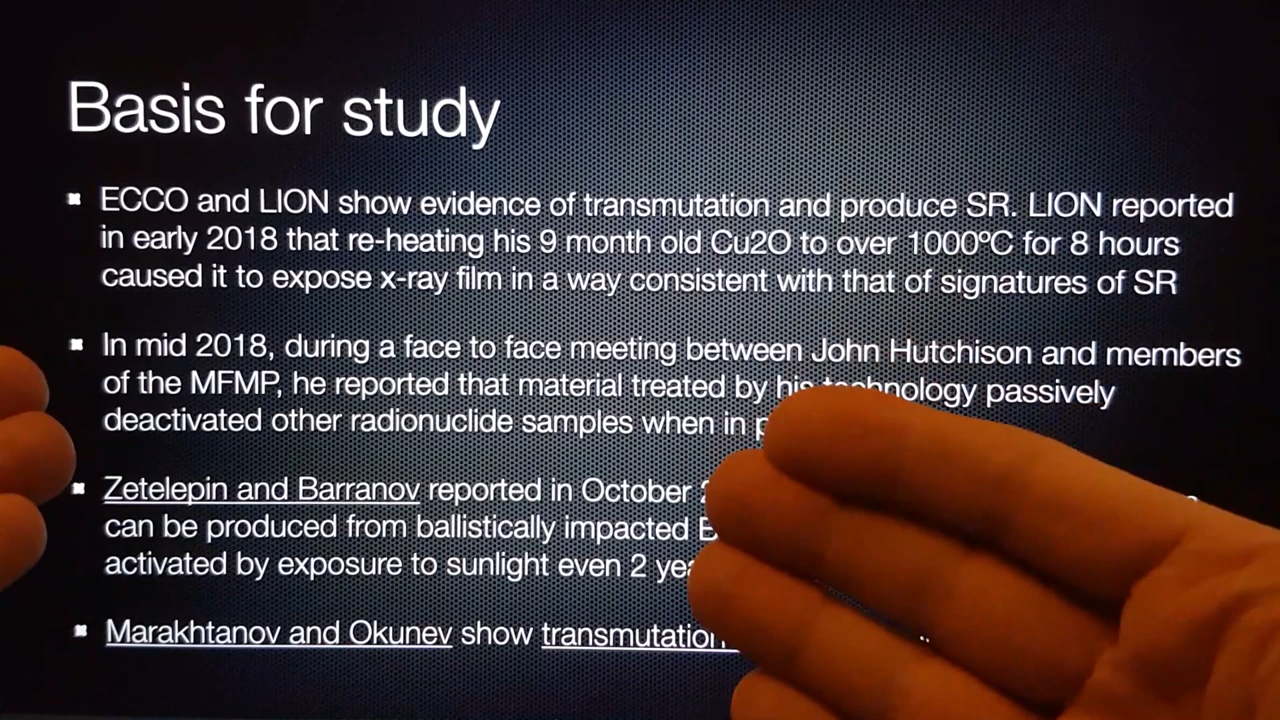 Basis for study
ECCO and LION show evidence of transmutation and produce SR. LION reported
in early 2018 that re-heating his 9 month old Cu2O to over 1000ºC for 8 hours
caused it to expose x-ray film in a way consistent with that of signatures of SR
In mid 2018, during a face to face meeting between John Hutchison and members
of the MFMP, he reported that material treated by his technology passively
deactivated other radionuclide samples when in
Zetelepin and Barranov reported in October
can be produced from ballistically impacted
activated by exposure to sunlight even 2
Marakhtanov and Okunev show transmutation